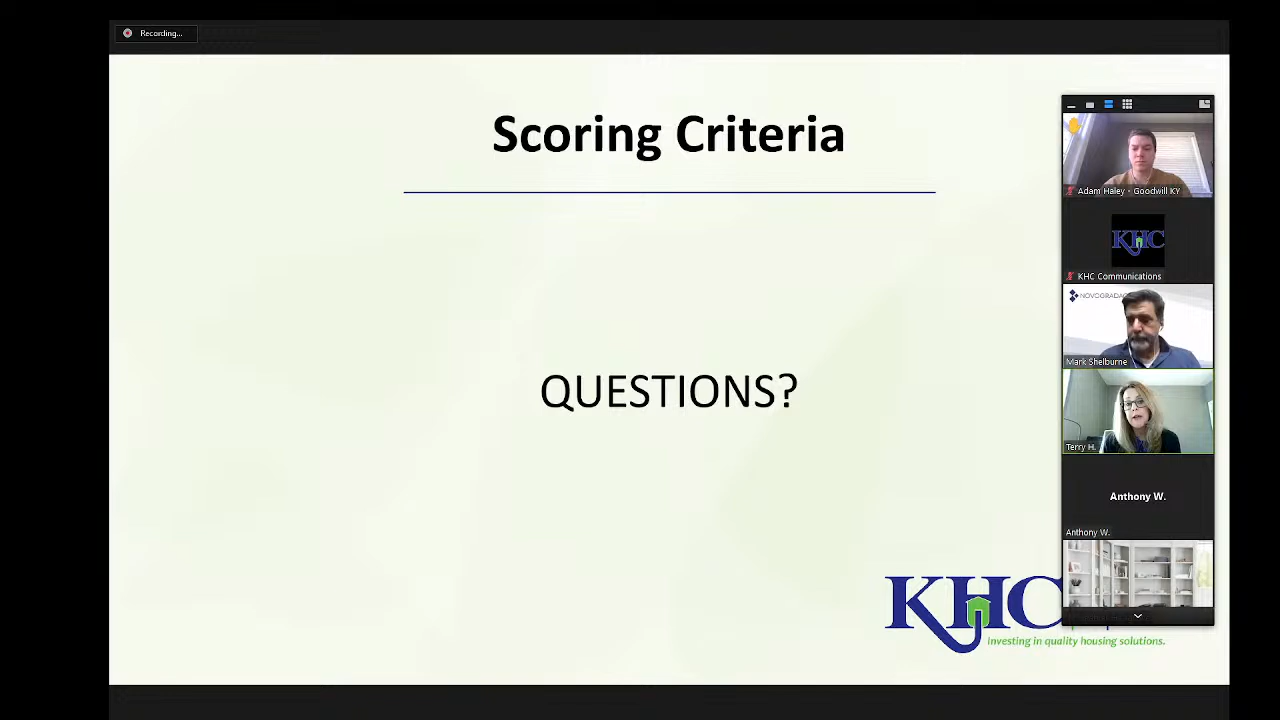 Recording...
Scoring Criteria
QUESTIONS?
Adam Haley - Goodwill KY
KHC
KHC Communications
Mark Shelburne
Terry H.
Anthony W.
Anthony W.
KHC
Investing in quality housing solutions.